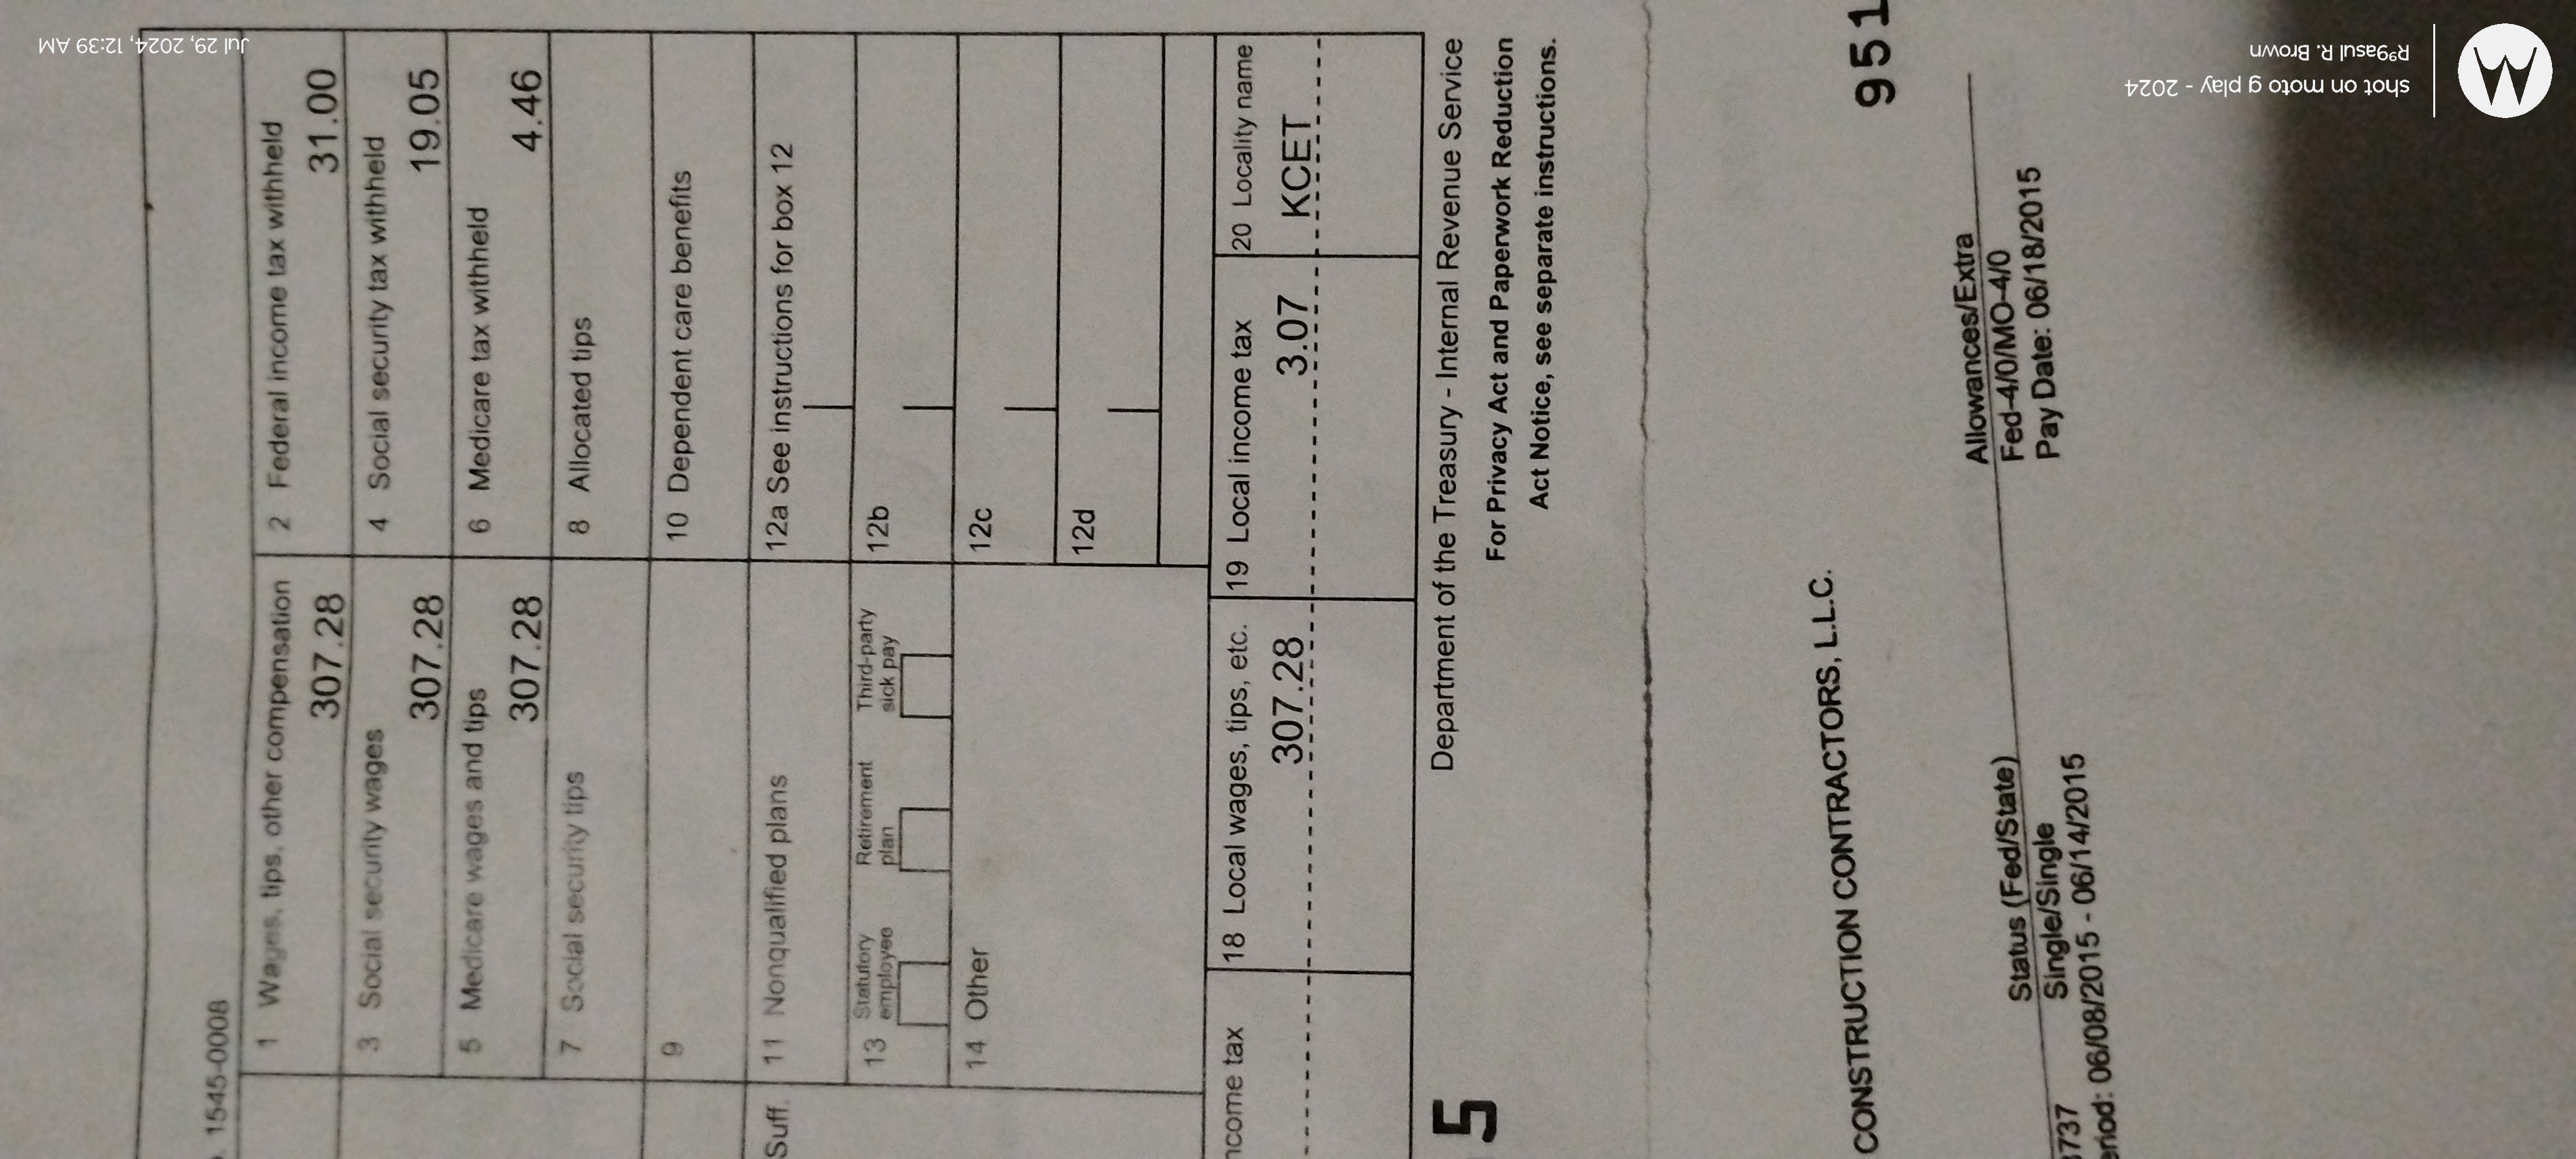 1545-0008
1 Wages, tips, other compensation
307.28
2 Federal income tax withheld
31.00
3 Social security wages
307.28
4 Social security tax withheld
19.05
5 Medicare wages and tips
307.28
6 Medicare tax withheld
4.46
7 Social security tips
8 Allocated tips
9
10 Dependent care benefits
Suff.
11 Nonqualified plans
12a See instructions for box 12
13 Statutory employee
Retirement plan
Third-party sick pay
12b
14 Other
12c
12d
ncome tax
18 Local wages, tips, etc.
307.28
19 Local income tax
3.07
20 Locality name
KCET
5
Department of the Treasury - Internal Revenue Service
For Privacy Act and Paperwork Reduction
Act Notice, see separate instructions.
CONSTRUCTION CONTRACTORS, L.L.C.
951
Status (Fed/State)
Allowances/Extra
737
Single/Single
Fed-4/0/MO-4/0
eriod: 06/08/2015 - 06/14/2015
Pay Date: 06/18/2015
shot on moto g play - 2024
R⁹9asul R. Brown
Jul 29, 2024, 12:39 AM